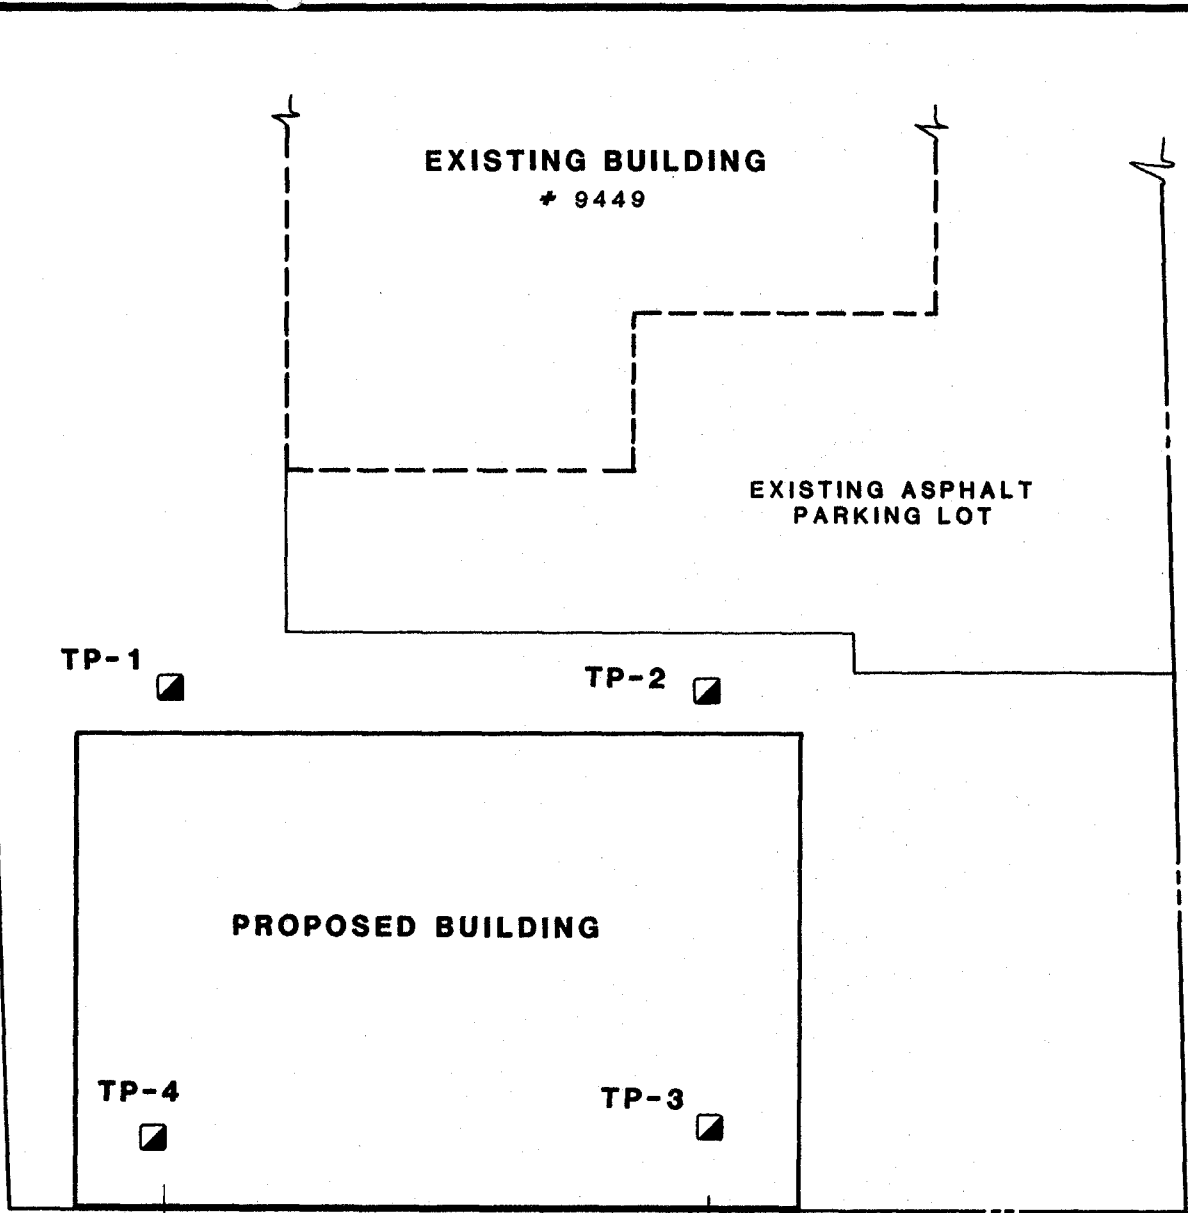 EXISTING BUILDING
# 9449
EXISTING ASPHALT
PARKING LOT
TP-1
TP-2
PROPOSED BUILDING
TP-4
TP-3